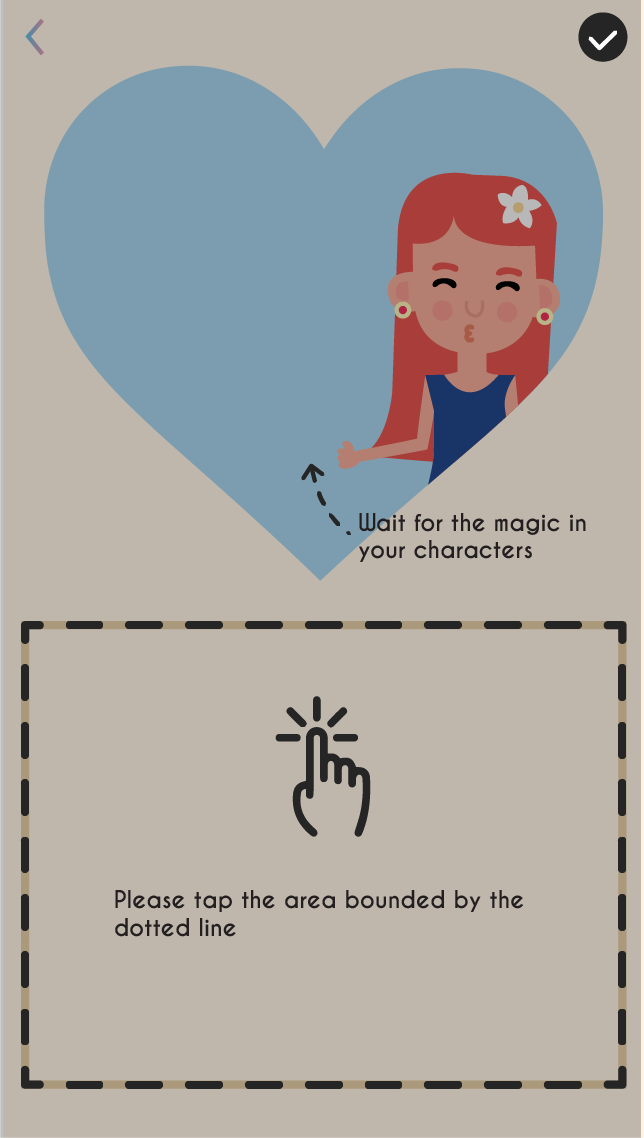 Wait for the magic in
your characters
Please tap the area bounded by the
dotted line